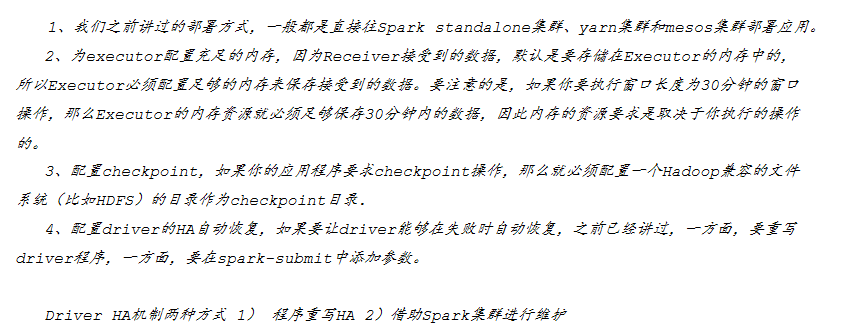 1、我们之前讲过的部署方式，一般都是直接往Spark standalone集群、yarn集群和mesos集群部署应用。
2、为executor配置充足的内存，因为Receiver接受到的数据，默认是要存储在Executor的内存中的，
所以Executor必须配置足够的内存来保存接受到的数据。要注意的是，如果你要执行窗口长度为30分钟的窗口
操作，那么Executor的内存资源就必须足够保存30分钟内的数据，因此内存的资源要求是取决于你执行的操作
的。
3、配置checkpoint，如果你的应用程序要求checkpoint操作，那么就必须配置一个Hadoop兼容的文件
系统（比如HDFS）的目录作为checkpoint目录.
4、配置driver的HA自动恢复，如果要让driver能够在失败时自动恢复，之前已经讲过，一方面，要重写
driver程序，一方面，要在spark-submit中添加参数。
Driver HA机制两种方式 1） 程序重写HA 2）借助Spark集群进行维护